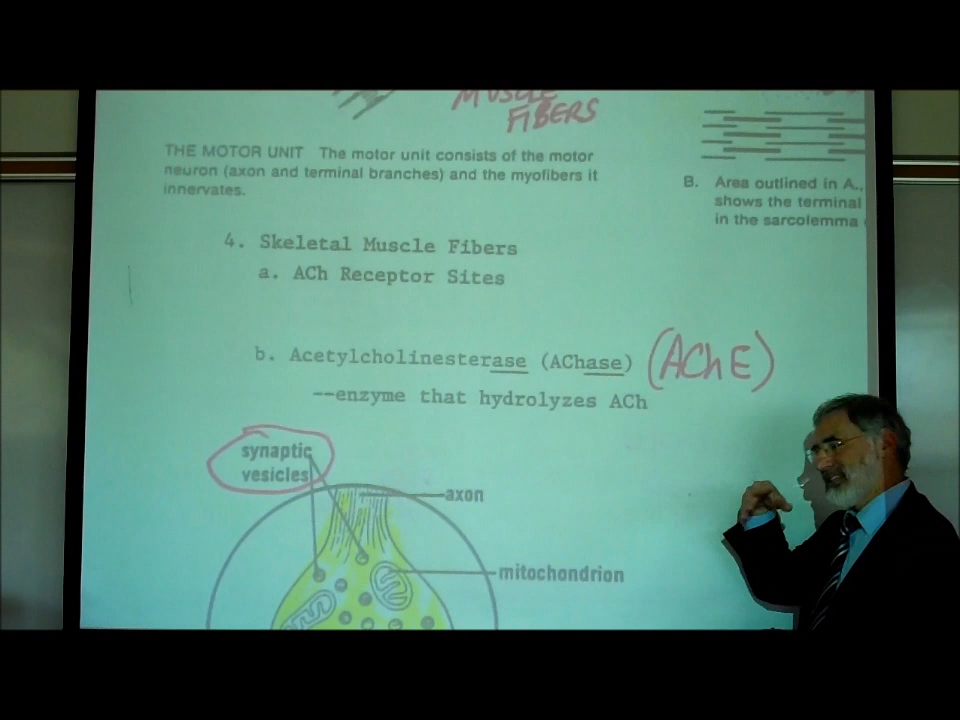 MUSCLE
FIBERS
THE MOTOR UNIT The motor unit consists of the motor
neuron (axon and terminal branches) and the myofibers it
innervates.
B. Area outlined in A.,
shows the terminal
in the sarcolemma
4. Skeletal Muscle Fibers
a. ACh Receptor Sites
b. Acetylcholinesterase (AChase) (AChE)
--enzyme that hydrolyzes ACh
synaptic
vesicles
axon
mitochondrion